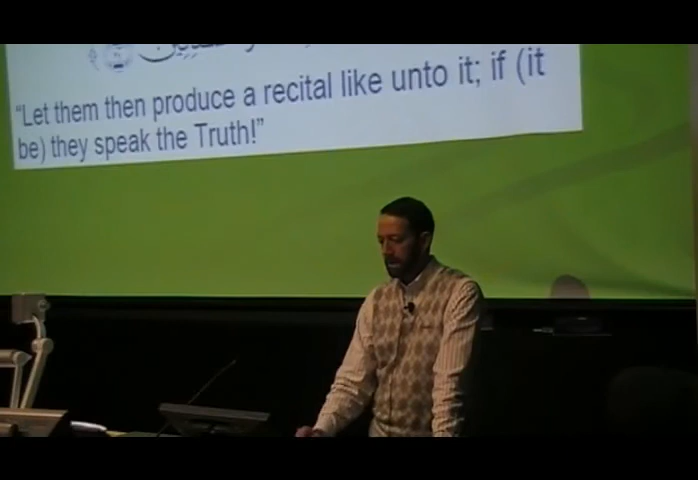 “Let them then produce a recital like unto it; if (it
be) they speak the Truth!”